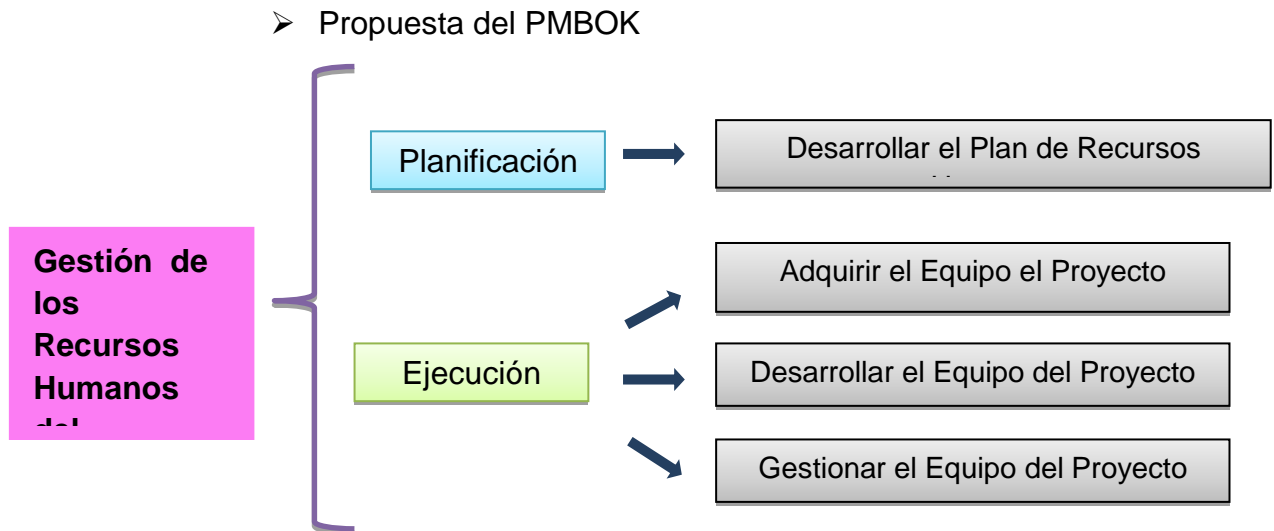 ➢ Propuesta del PMBOK
Planificación
Desarrollar el Plan de Recursos
Gestión de
los
Recursos
Humanos
Ejecución
Adquirir el Equipo el Proyecto
Desarrollar el Equipo del Proyecto
Gestionar el Equipo del Proyecto